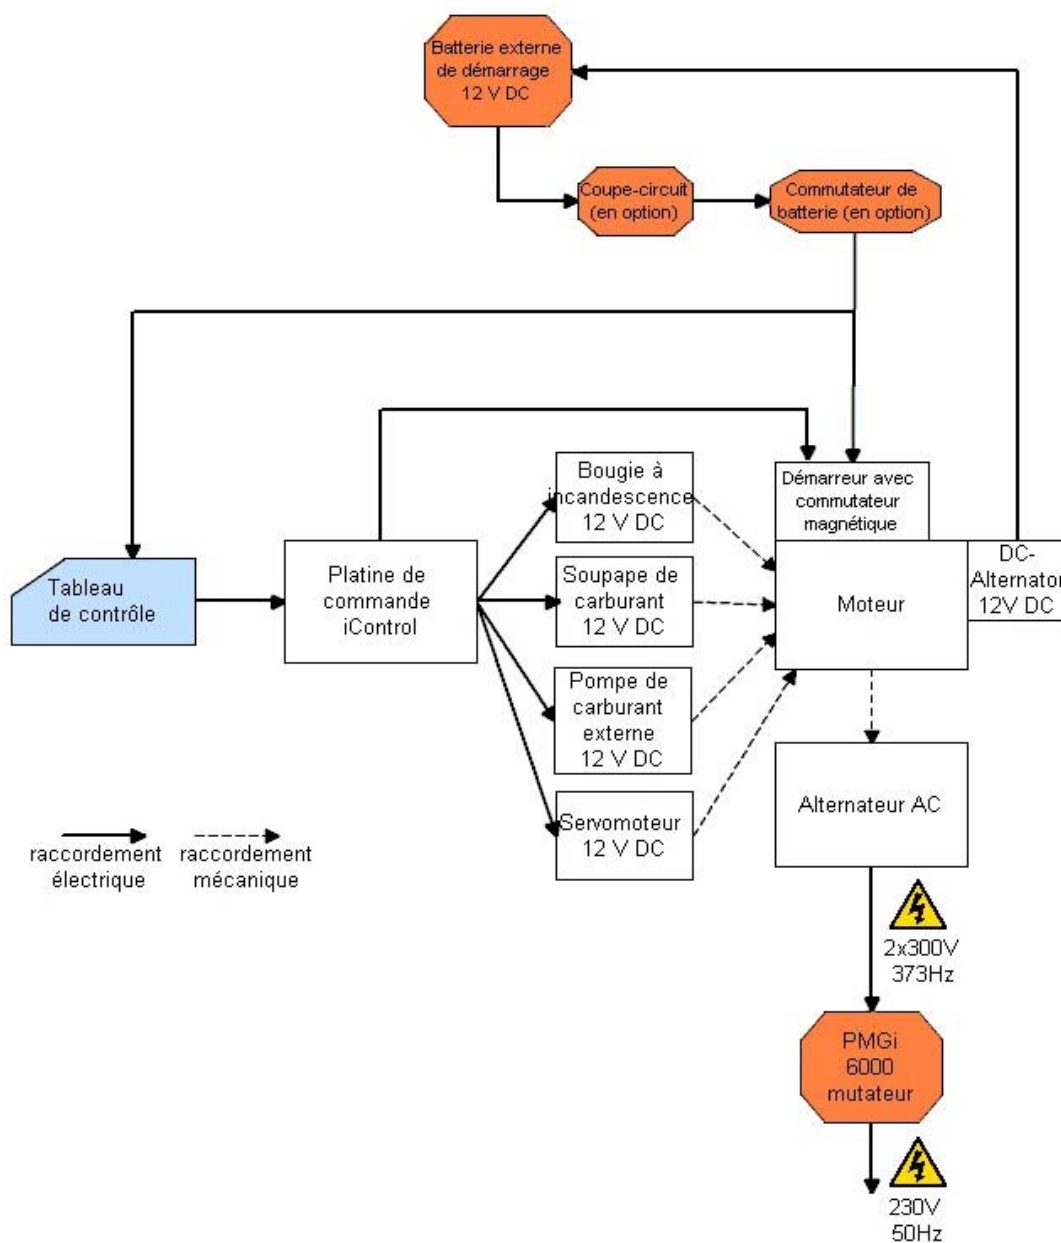 Batterie externe
de démarrage
12 V DC
Coupe-circuit
(en option)
Commutateur de
batterie (en option)
Bougie à
incandescence
12 V DC
Démarreur avec
commutateur
magnétique
Tableau
de contrôle
Platine de
commande
iControl
Soupape de
carburant
12 V DC
Moteur
DC-
Alternator
12V DC
Pompe de
carburant
externe
12 V DC
Servomoteur
12 V DC
Alternateur AC
raccordement
électrique
raccordement
mécanique
2x300V
373Hz
PMGi
6000
mutateur
230V
50Hz